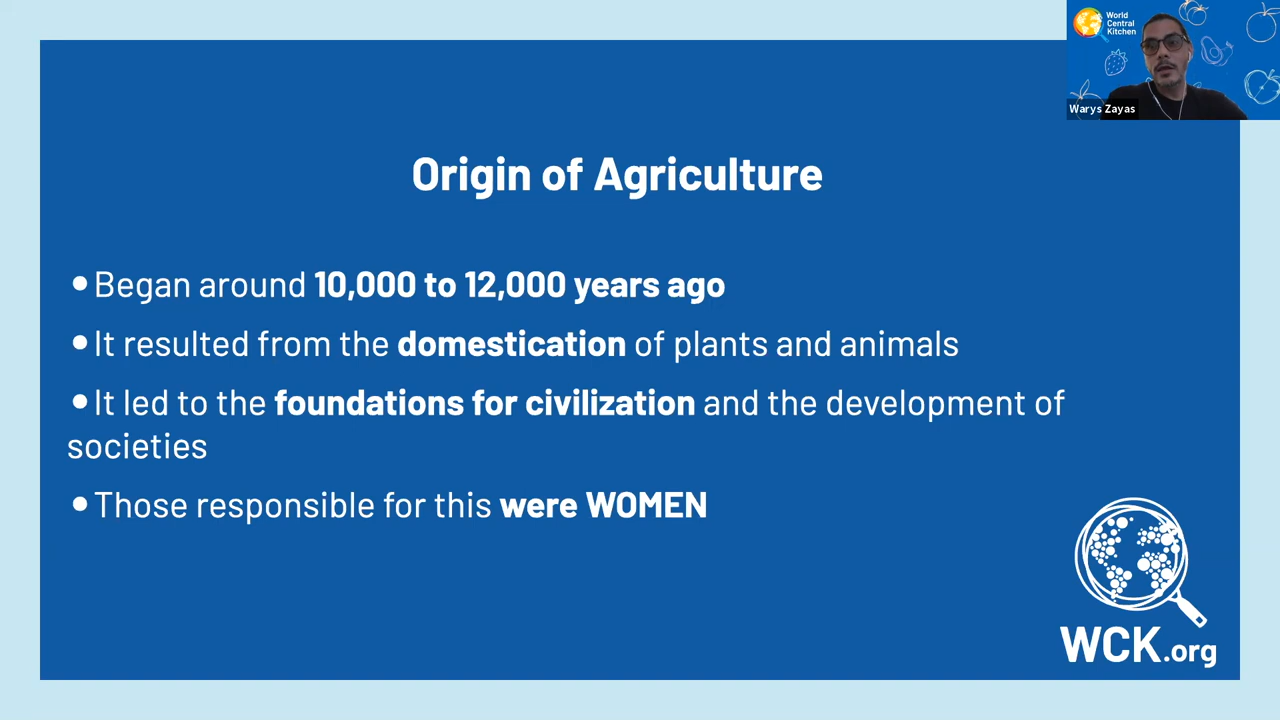 World
Central
Kitchen
Warys Zayas
Origin of Agriculture
•Began around 10,000 to 12,000 years ago
•It resulted from the domestication of plants and animals
•It led to the foundations for civilization and the development of
societies
•Those responsible for this were WOMEN
WCK.org